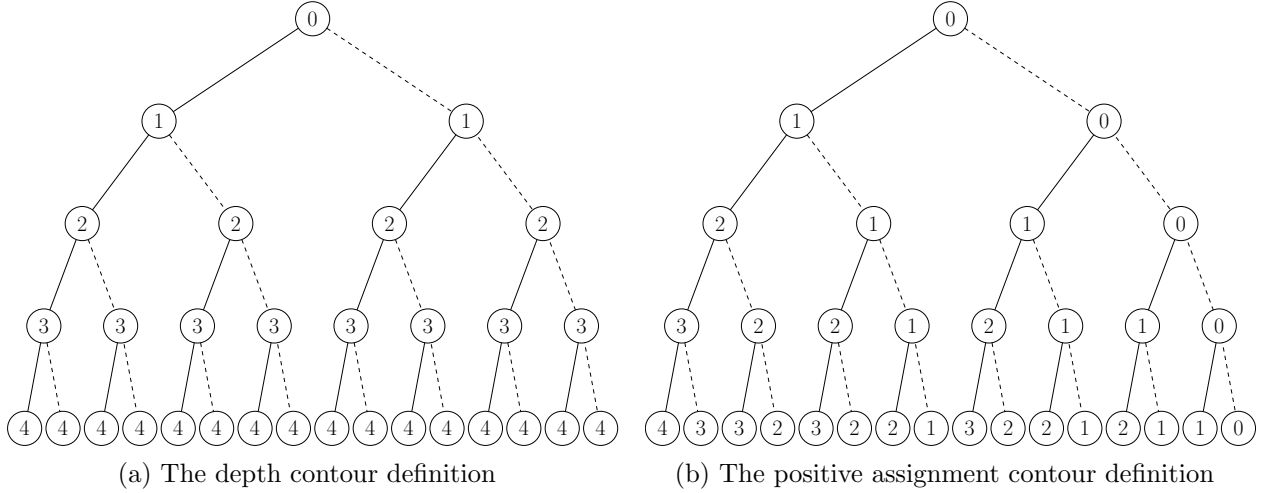 0 0
1 1 1 0
2 2 2 2 2 1 1 0
3 3 3 3 3 3 3 3 3 2 2 1 2 1 1 0
4 4 4 4 4 4 4 4 4 4 4 4 4 4 4 4 4 3 3 2 3 2 2 1 3 2 2 1 2 1 1 0
(a) The depth contour definition (b) The positive assignment contour definition